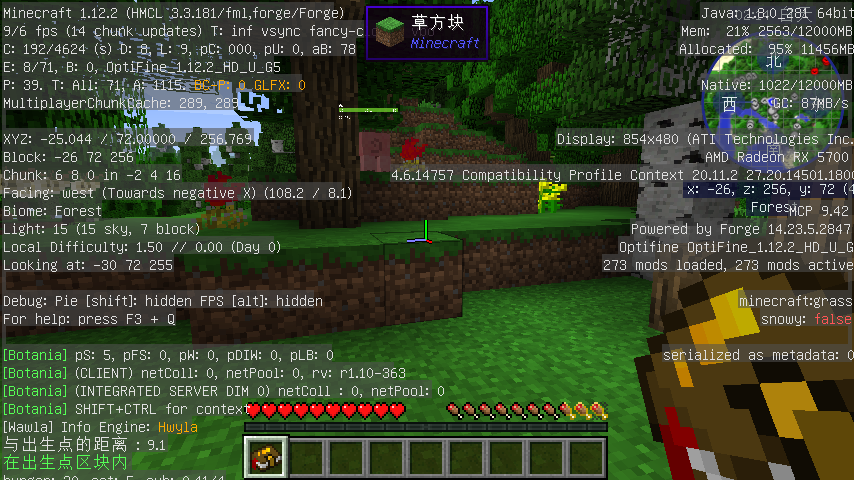 Minecraft 1.12.2 (HMCL 3.3.181/fml,forge/Forge)
9/6 fps (14 chunk updates) T: inf vsync fancy-clo
C: 192/4624 (s) D: 8, L: 9, pC: 000, pU: 0, aB: 78
E: 8/71, B: 0, OptiFine_1.12.2_HD_U_G5
P: 39. T: All: 71, A: 1115. BC P: 0 GLFX: 0
MultiplayerChunkCache: 289, 289
XYZ: -25.044 / 72.00000 / 256.769
Block: -26 72 256
Chunk: 6 8 0 in -2 4 16
Facing: west (Towards negative X) (108.2 / 8.1)
Biome: Forest
Light: 15 (15 sky, 7 block)
Local Difficulty: 1.50 // 0.00 (Day 0)
Looking at: -30 72 255
Debug: Pie [shift]: hidden FPS [alt]: hidden
For help: press F3 + Q
[Botania] pS: 5, pFS: 0, pW: 0, pDIW: 0, pLB: 0
[Botania] (CLIENT) netColl: 0, netPool: 0, rv: r1.10-363
[Botania] (INTEGRATED SERVER DIM 0) netColl : 0, netPool: 0
[Botania] SHIFT+CTRL for context
[Wawla] Info Engine: Hwyla
与出生点的距离 : 9.1
在出生点区块内
草方块
Minecraft
64bit
Mem: 21% 2563/12000MB
Allocated: 95% 11456MB
北
Native: 1022/12000MB
西
GC: 87MB/s
Display: 854x480 (ATI Technologies Inc.
AMD Radeon RX 5700
4.6.14757 Compatibility Profile Context 20.11.2 27.20.14501.1800
x: -26, z: 256, y: 72 (4
Forest
MCP 9.42
Powered by Forge 14.23.5.2847
Optifine OptiFine_1.12.2_HD_U_G
273 mods loaded, 273 mods active
minecraft:grass
snowy: false
serialized as metadata: 0